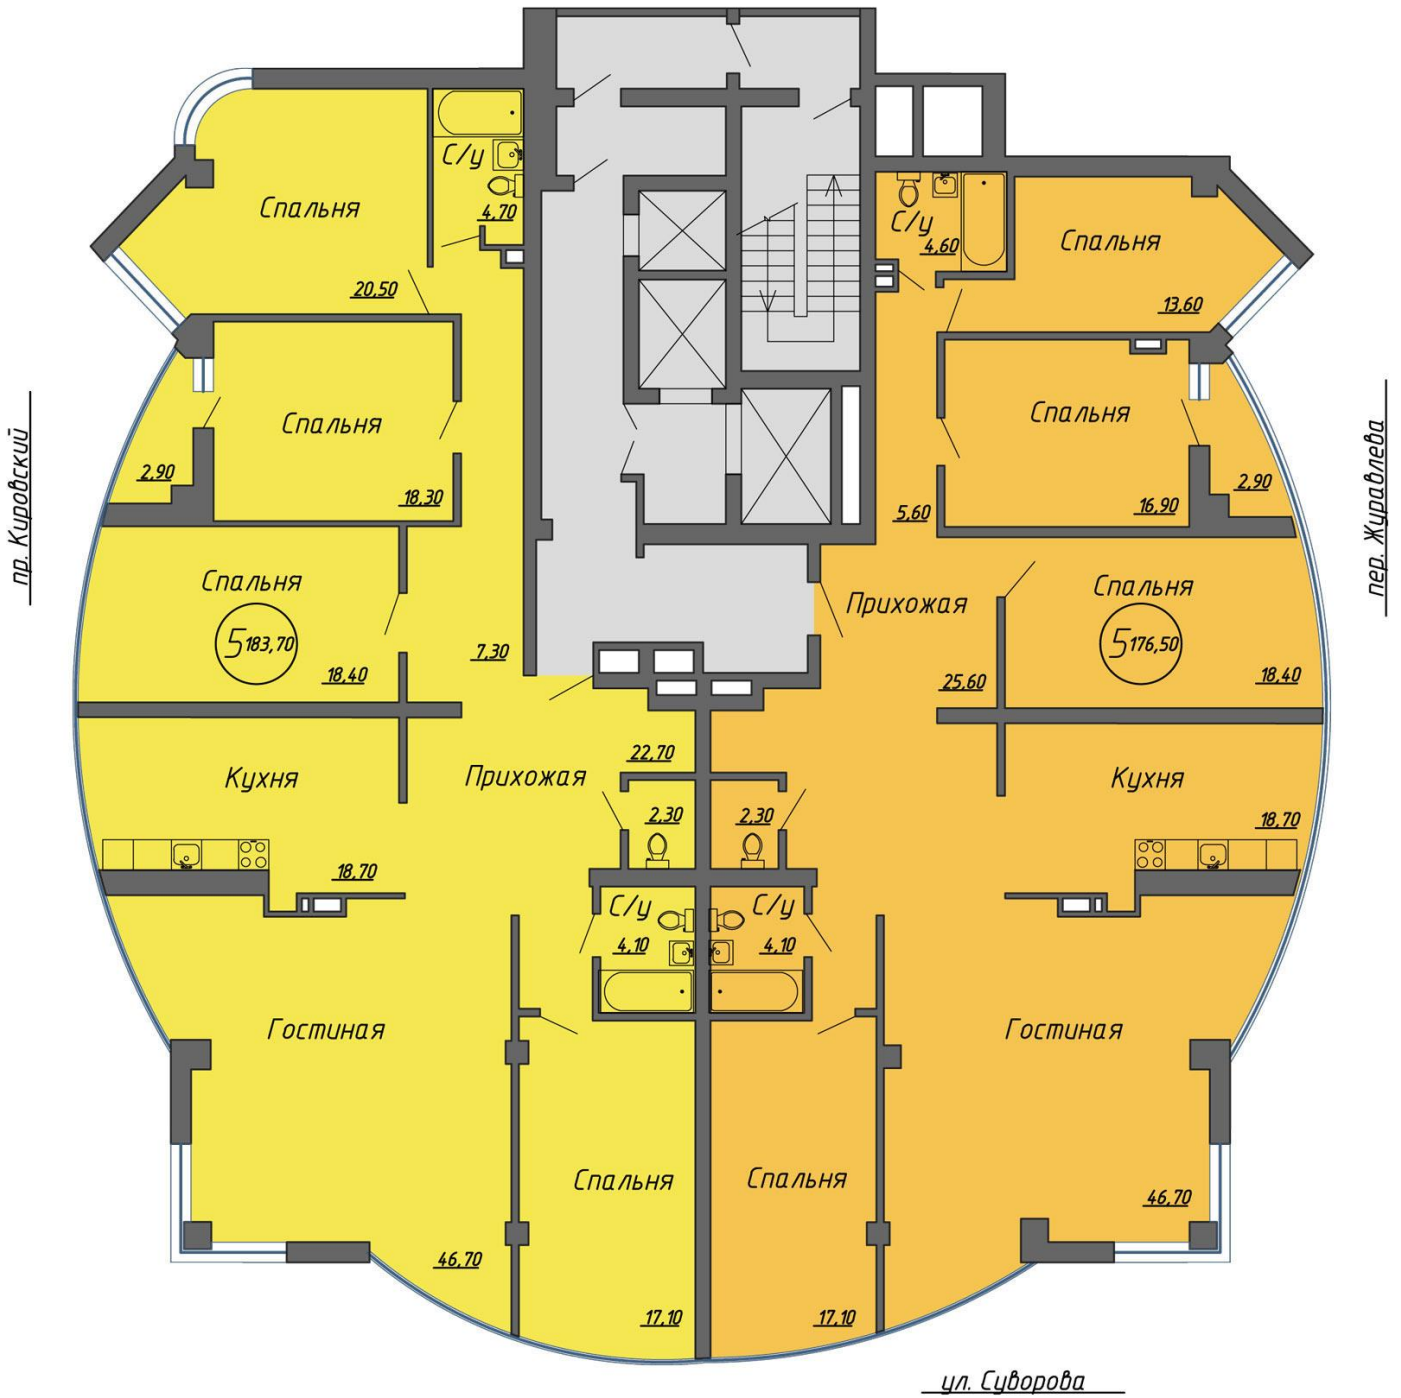 С/у
4,70
Спальня
20,50
С/у
4,60
Спальня
13,60
Спальня
18,30
2,90
Спальня
16,90
2,90
5,60
пр. Кировский
пер. Журавлева
Спальня
5 183,70
18,40
7,30
Прихожая
25,60
Спальня
5 176,50
18,40
Кухня
18,70
Прихожая
22,70
2,30
2,30
Кухня
18,70
С/у
4,10
С/у
4,10
Гостиная
46,70
Спальня
17,10
Спальня
17,10
Гостиная
46,70
ул. Суворова